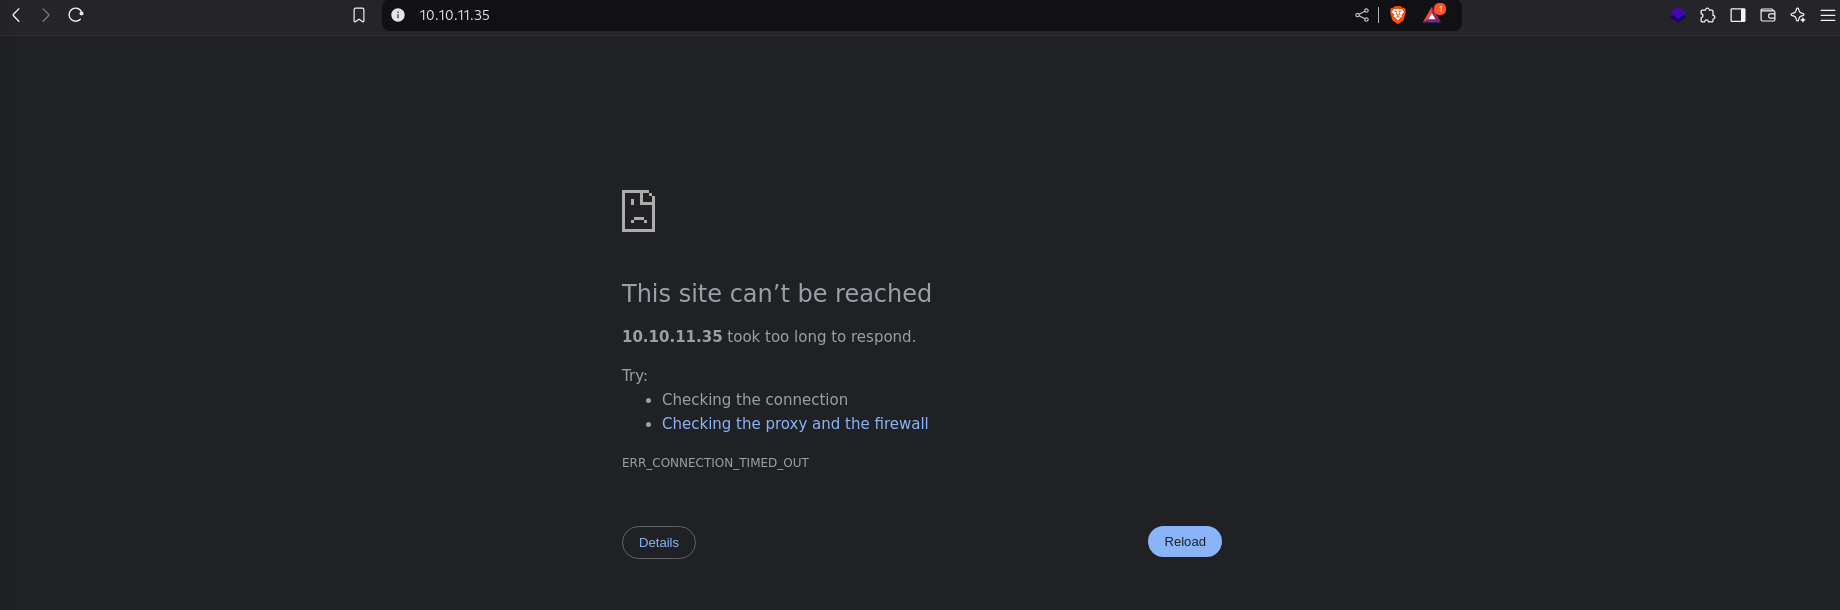 10.10.11.35
1
This site can’t be reached
10.10.11.35 took too long to respond.
Try:
Checking the connection
Checking the proxy and the firewall
ERR_CONNECTION_TIMED_OUT
Details
Reload